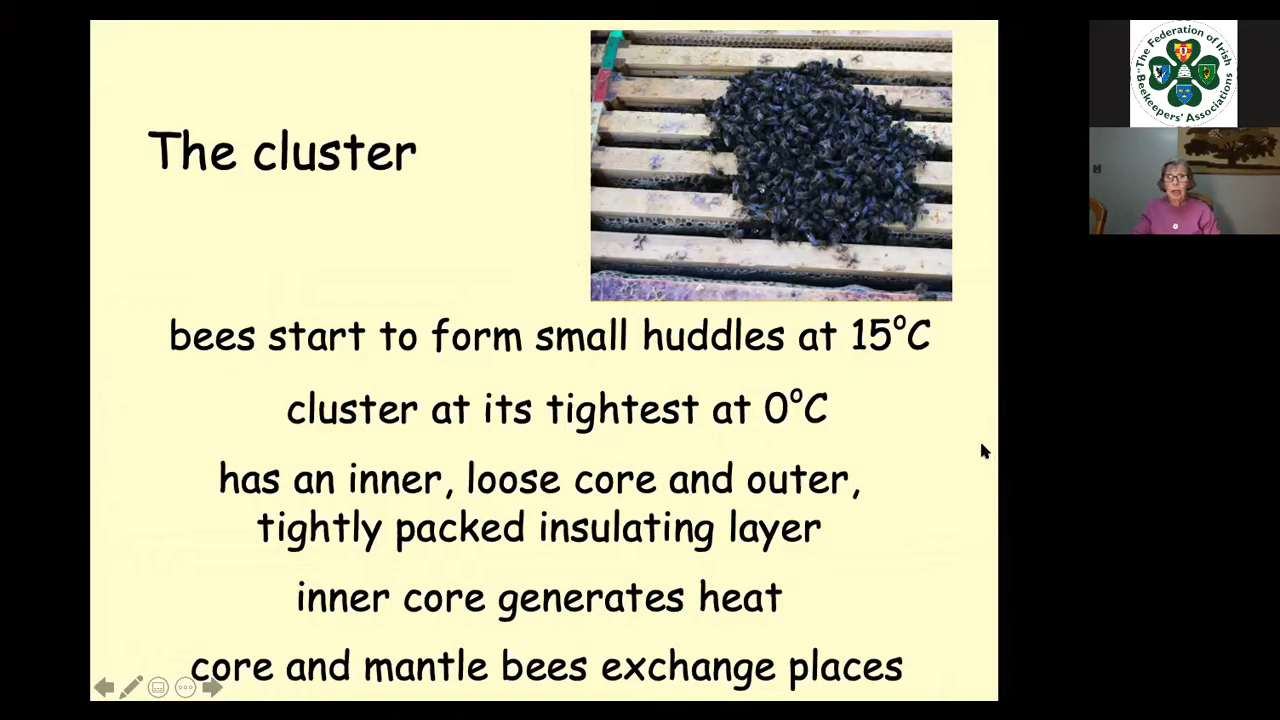 The cluster
bees start to form small huddles at 15°C
cluster at its tightest at 0°C
has an inner, loose core and outer,
tightly packed insulating layer
inner core generates heat
core and mantle bees exchange places
"The Federation of Irish
Beekeepers' Associations"